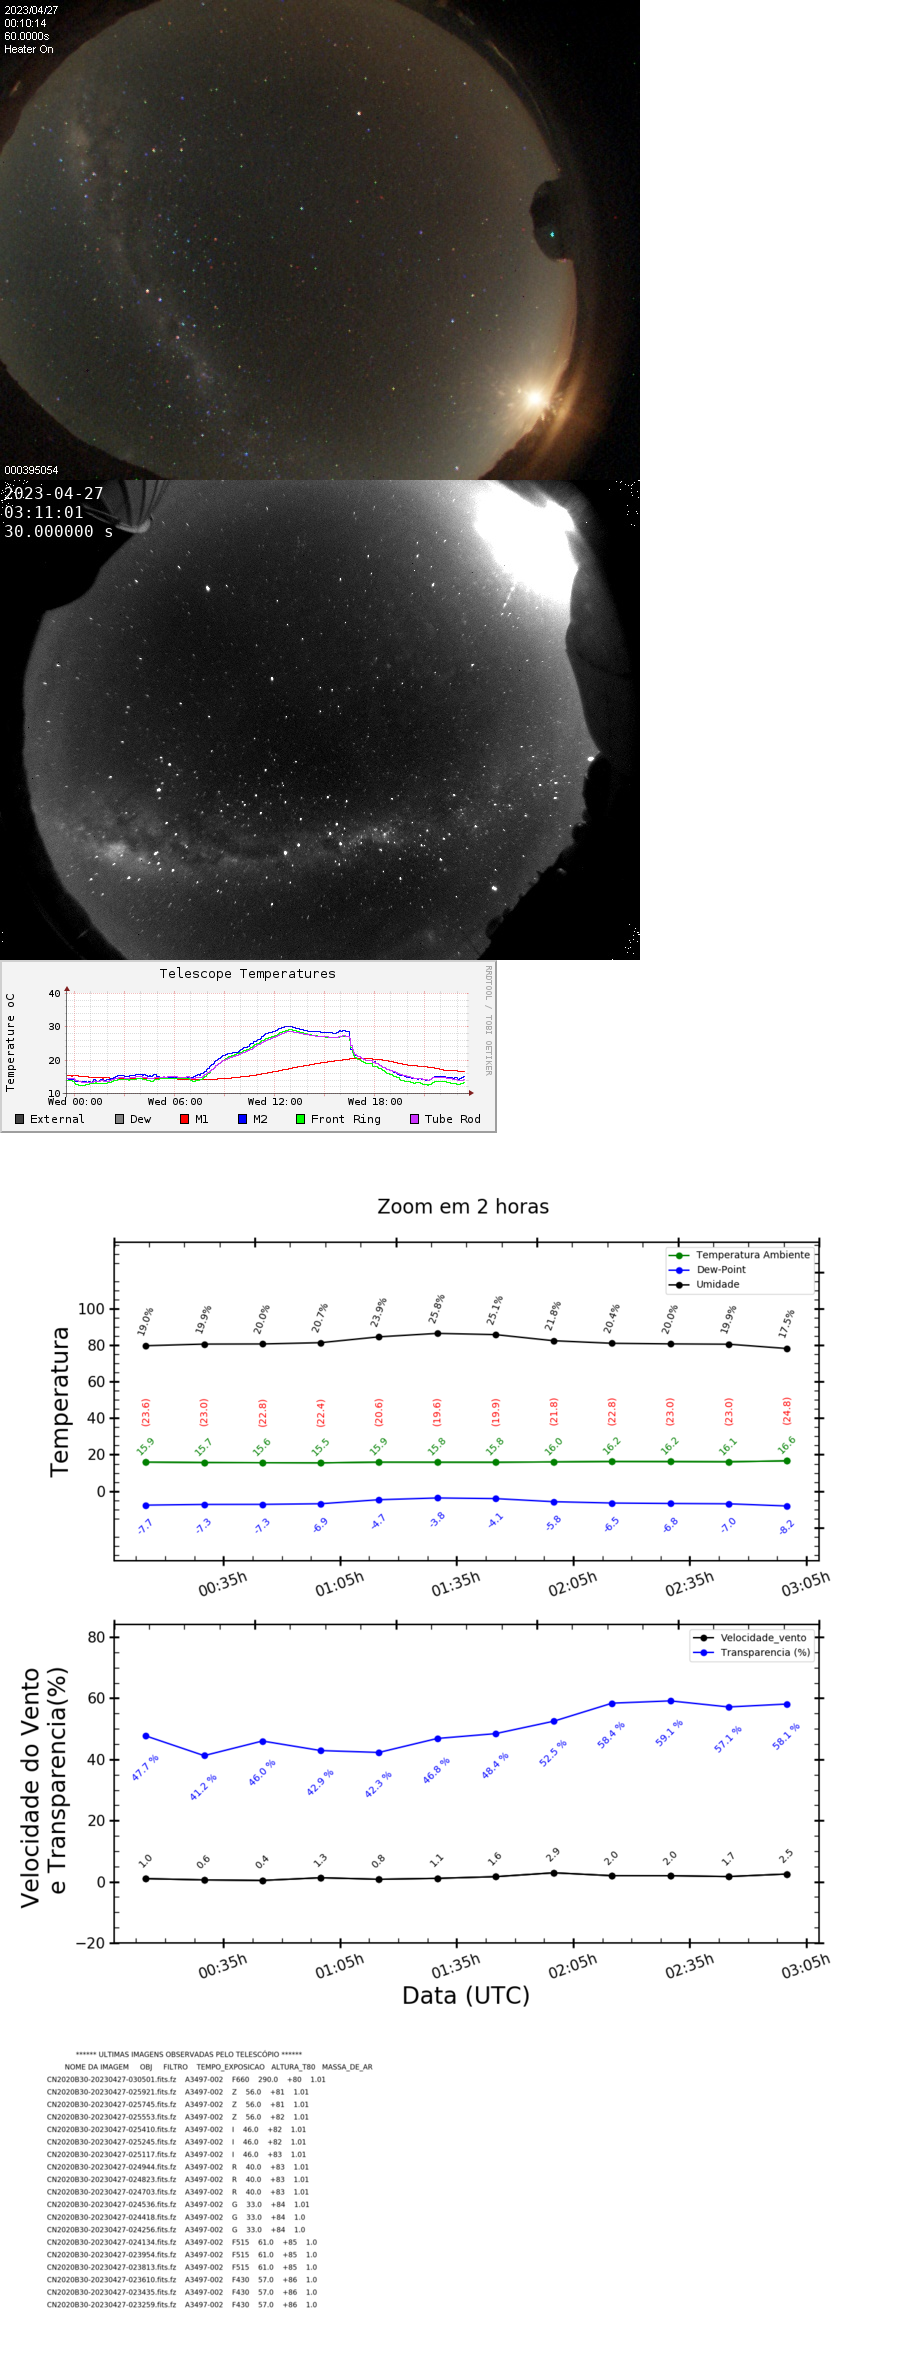 2023/04/27
00:10:14
60.0000s
Heater On
000395054
2023-04-27
03:11:01
30.000000 s
Telescope Temperatures
Temperature oC
40
30
20
10
Wed 00:00 Wed 06:00 Wed 12:00 Wed 18:00
External Dew M1 M2 Front Ring Tube Rod
RRDTOOL / TOBI OETIKER
Zoom em 2 horas
Temperatura
Temperatura Ambiente
Dew-Point
Umidade
100
80
60
40
20
0
19.0% 19.9% 20.0% 20.7% 23.9% 25.8% 25.1% 21.8% 20.4% 20.0% 19.9% 17.5%
(23.6) (23.0) (22.8) (22.4) (20.6) (19.6) (19.9) (21.8) (22.8) (23.0) (23.0) (24.8)
15.9 15.7 15.6 15.5 15.9 15.8 15.8 16.0 16.2 16.2 16.1 16.6
-7.7 -7.3 -7.3 -6.9 -4.7 -3.8 -4.1 -5.8 -6.5 -6.8 -7.0 -8.2
00:35h 01:05h 01:35h 02:05h 02:35h 03:05h
Velocidade do Vento
e Transparencia(%)
Velocidade_vento
Transparencia (%)
80
60
40
20
0
−20
47.7 % 41.2 % 46.0 % 42.9 % 42.3 % 46.8 % 48.4 % 52.5 % 58.4 % 59.1 % 57.1 % 58.1 %
1.0 0.6 0.4 1.3 0.8 1.1 1.6 2.9 2.0 2.0 1.7 2.5
00:35h 01:05h 01:35h 02:05h 02:35h 03:05h
Data (UTC)
****** ULTIMAS IMAGENS OBSERVADAS PELO TELESCÓPIO ******
NOME DA IMAGEM OBJ FILTRO TEMPO_EXPOSICAO ALTURA_T80 MASSA_DE_AR
CN2020B30-20230427-030501.fits.fz A3497-002 F660 290.0 +80 1.01
CN2020B30-20230427-025921.fits.fz A3497-002 Z 56.0 +81 1.01
CN2020B30-20230427-025745.fits.fz A3497-002 Z 56.0 +81 1.01
CN2020B30-20230427-025553.fits.fz A3497-002 Z 56.0 +82 1.01
CN2020B30-20230427-025410.fits.fz A3497-002 I 46.0 +82 1.01
CN2020B30-20230427-025245.fits.fz A3497-002 I 46.0 +82 1.01
CN2020B30-20230427-025117.fits.fz A3497-002 I 46.0 +83 1.01
CN2020B30-20230427-024944.fits.fz A3497-002 R 40.0 +83 1.01
CN2020B30-20230427-024823.fits.fz A3497-002 R 40.0 +83 1.01
CN2020B30-20230427-024703.fits.fz A3497-002 R 40.0 +83 1.01
CN2020B30-20230427-024536.fits.fz A3497-002 G 33.0 +84 1.01
CN2020B30-20230427-024418.fits.fz A3497-002 G 33.0 +84 1.0
CN2020B30-20230427-024256.fits.fz A3497-002 G 33.0 +84 1.0
CN2020B30-20230427-024134.fits.fz A3497-002 F515 61.0 +85 1.0
CN2020B30-20230427-023954.fits.fz A3497-002 F515 61.0 +85 1.0
CN2020B30-20230427-023813.fits.fz A3497-002 F515 61.0 +85 1.0
CN2020B30-20230427-023610.fits.fz A3497-002 F430 57.0 +86 1.0
CN2020B30-20230427-023435.fits.fz A3497-002 F430 57.0 +86 1.0
CN2020B30-20230427-023259.fits.fz A3497-002 F430 57.0 +86 1.0